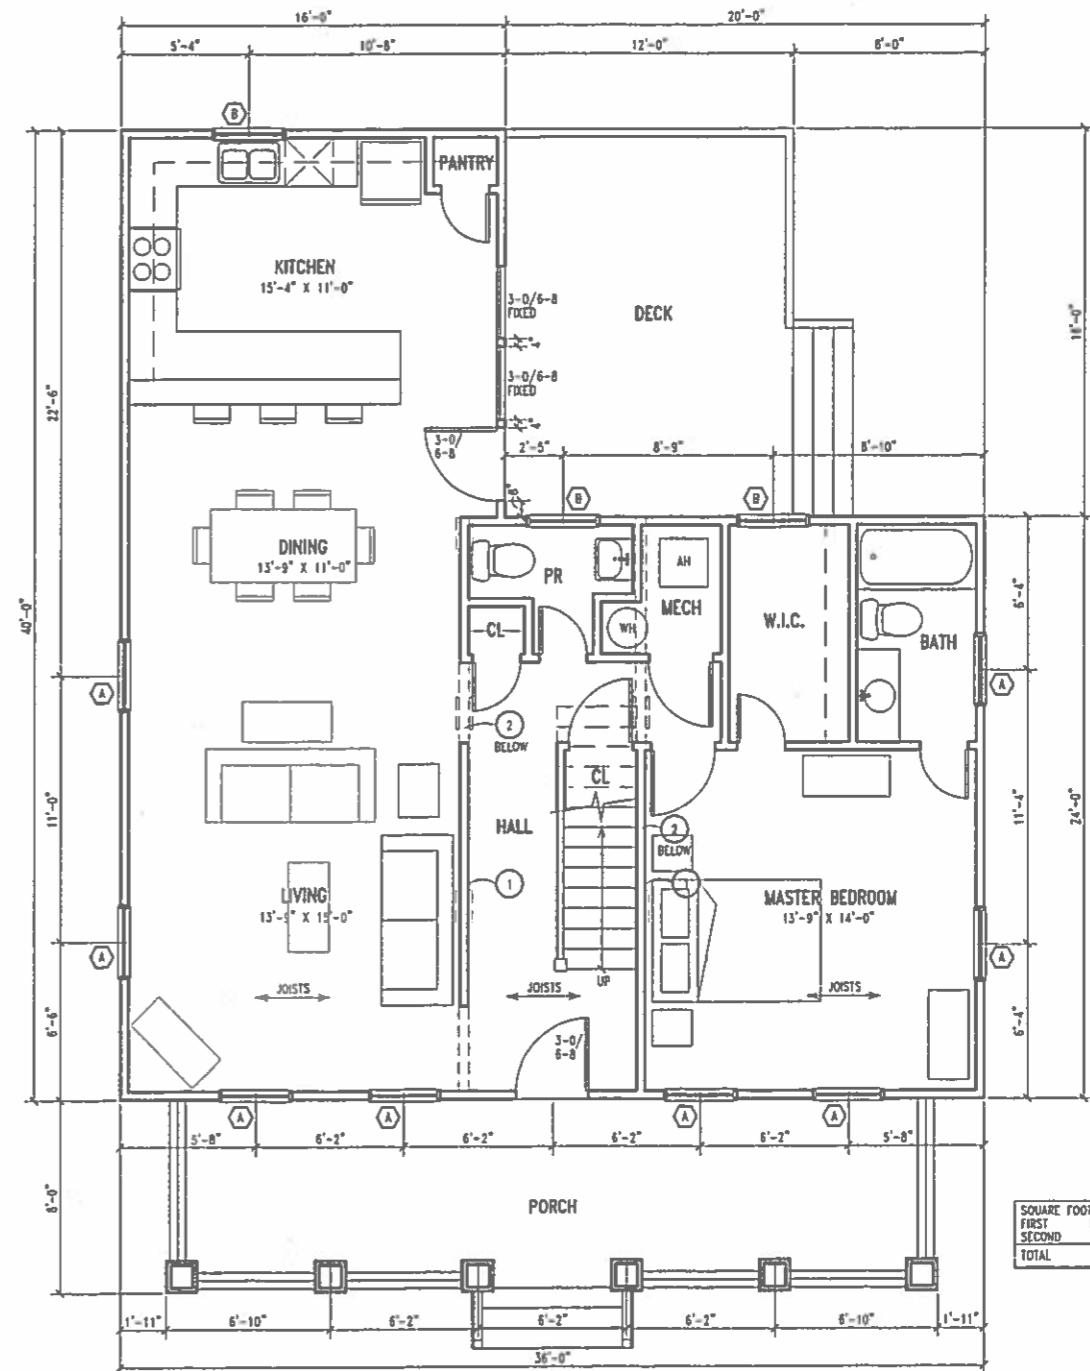 16'-0"
20'-0"
5'-4"
10'-8"
12'-0"
8'-0"
B
PANTRY
KITCHEN
15'-4" X 11'-0"
3-0/6-8
FIXED
4"
3-0/6-8
FIXED
4"
DECK
16'-0"
22'-6"
40'-0"
3-0/
6-8
2'-5"
8'-9"
8'-10"
B
B
DINING
13'-9" X 11'-0"
PR
AH
MECH
WH
CL
W.I.C.
BATH
6'-4"
A
A
2
BELOW
CL
HALL
11'-0"
11'-4"
24'-0"
2
BELOW
1
LIVING
13'-9" X 15'-0"
MASTER BEDROOM
13'-9" X 14'-0"
A
A
UP
JOISTS
JOISTS
JOISTS
6'-6"
6'-4"
3-0/
6-8
A
A
A
A
5'-8"
6'-2"
6'-2"
6'-2"
6'-2"
5'-8"
8'-0"
PORCH
SQUARE FOOT
FIRST
SECOND
TOTAL
1'-11"
6'-10"
6'-2"
6'-2"
6'-2"
6'-10"
1'-11"
36'-0"